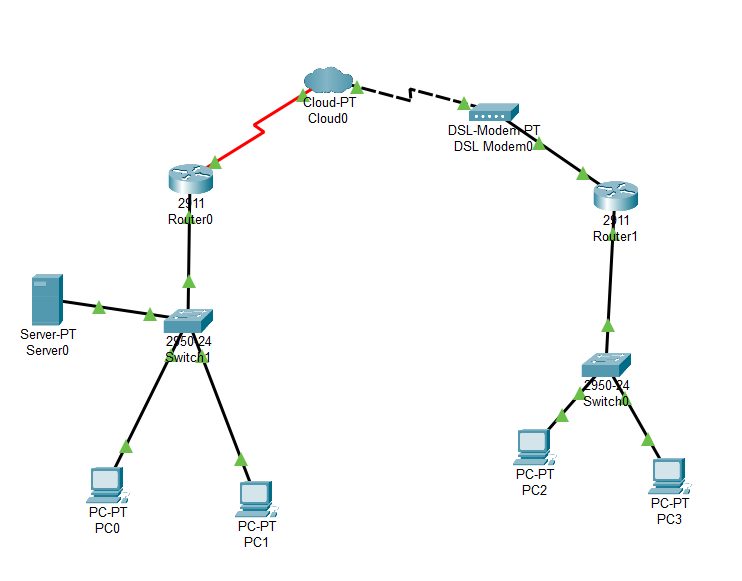 Cloud-PT
Cloud0
DSL-Modem-PT
DSL Modem0
2911
Router0
2911
Router1
Server-PT
Server0
2950-24
Switch1
2950-24
Switch0
PC-PT
PC2
PC-PT
PC3
PC-PT
PC0
PC-PT
PC1